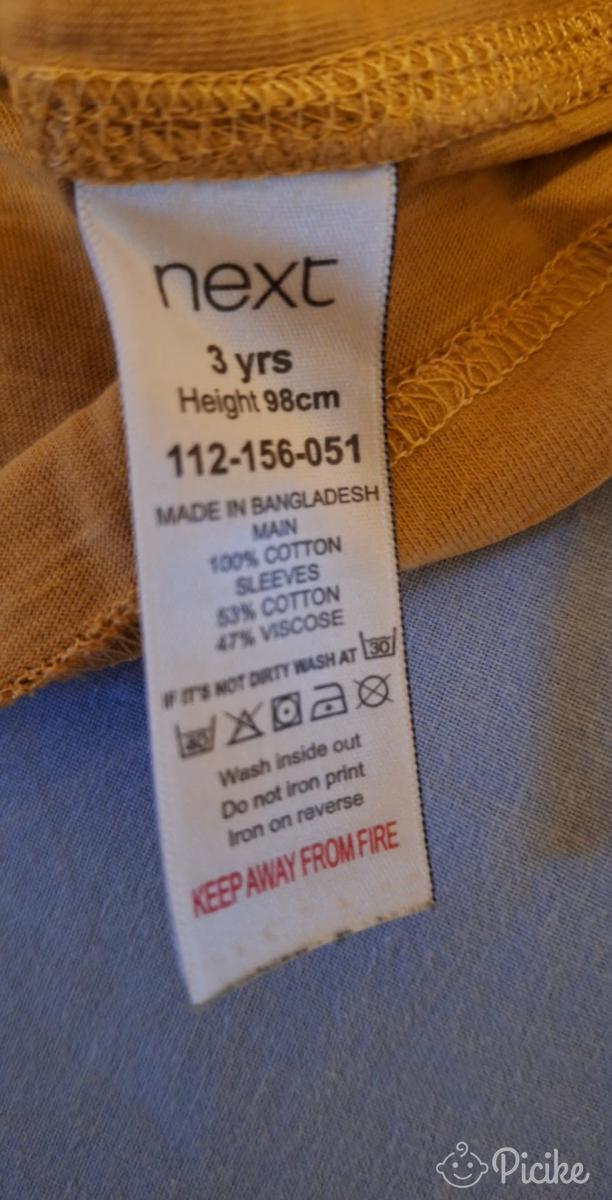 next
3 yrs
Height 98cm
112-156-051
MADE IN BANGLADESH
MAIN
100% COTTON
SLEEVES
53% COTTON
47% VISCOSE
IF IT'S NOT DIRTY WASH AT 30
40
Wash inside out
Do not iron print
Iron on reverse
KEEP AWAY FROM FIRE
Picike